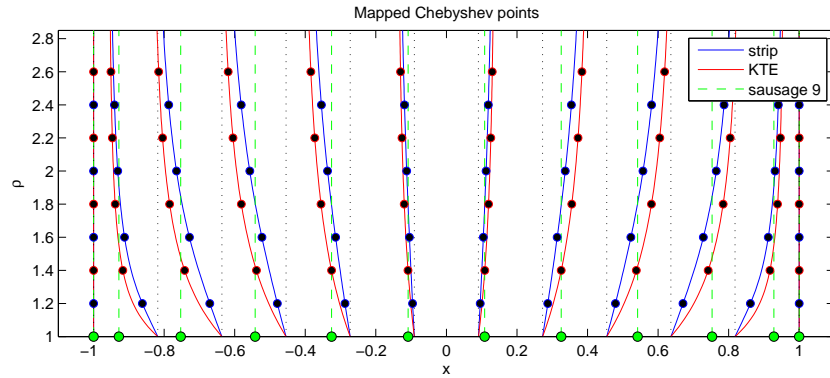 Mapped Chebyshev points
2.8
2.6
2.4
2.2
2
1.8
1.6
1.4
1.2
1
ρ
strip
KTE
sausage 9
−1 −0.8 −0.6 −0.4 −0.2 0 0.2 0.4 0.6 0.8 1
x